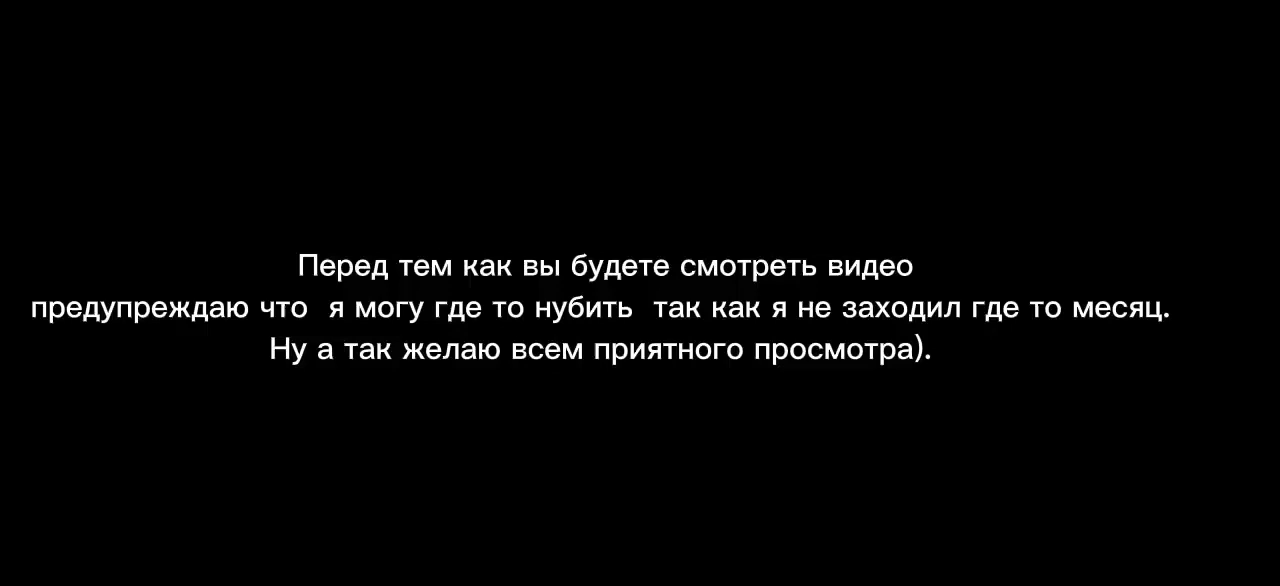 Перед тем как вы будете смотреть видео
предупреждаю что  я могу где то нубить  так как я не заходил где то месяц.
Ну а так желаю всем приятного просмотра).